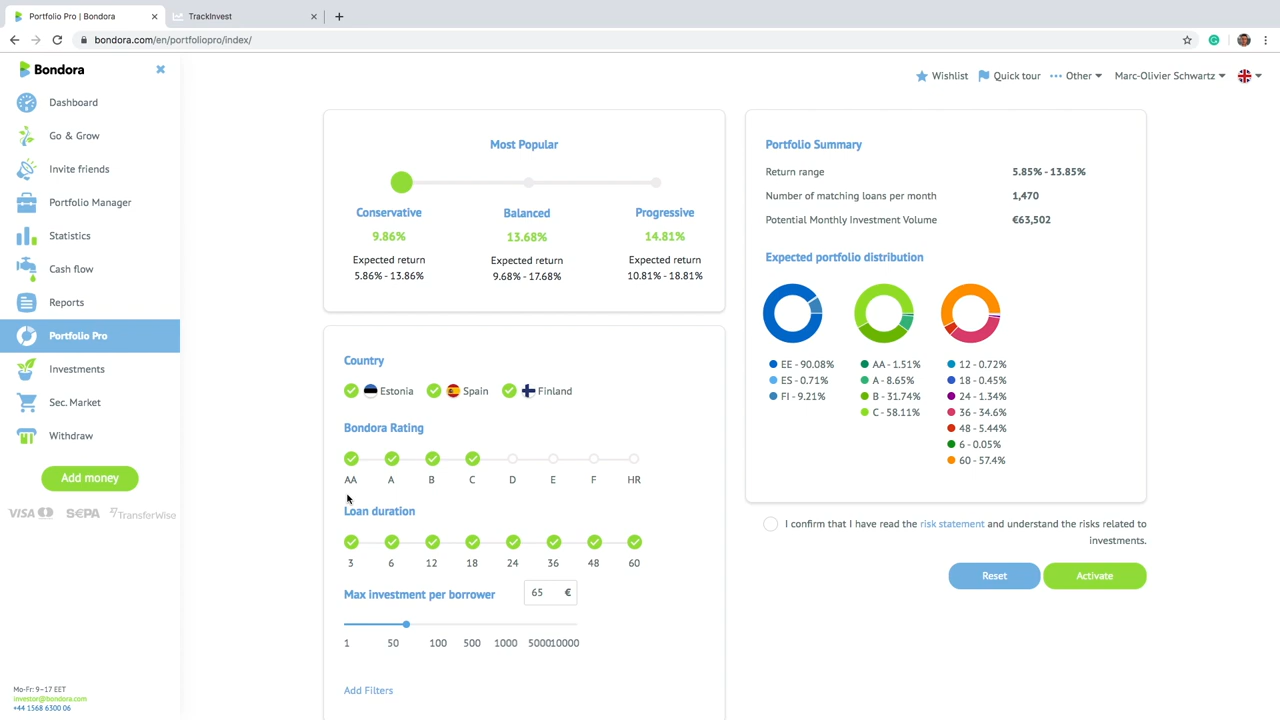 Portfolio Pro | Bondora
TrackInvest
bondora.com/en/portfoliopro/index/
Bondora
Dashboard
Go & Grow
Invite friends
Portfolio Manager
Statistics
Cash flow
Reports
Portfolio Pro
Investments
Sec. Market
Withdraw
Add money
VISA SEPA TransferWise
Mo-Fr: 9–17 EET
investor@bondora.com
+44 1568 6300 06
Wishlist Quick tour Other Marc-Olivier Schwartz
Most Popular
Conservative Balanced Progressive
9.86% 13.68% 14.81%
Expected return Expected return Expected return
5.86% - 13.86% 9.68% - 17.68% 10.81% - 18.81%
Country
Estonia Spain Finland
Bondora Rating
AA A B C D E F HR
Loan duration
3 6 12 18 24 36 48 60
Max investment per borrower 65 €
1 50 100 500 1000 5000 10000
Add Filters
Portfolio Summary
Return range 5.85% - 13.85%
Number of matching loans per month 1,470
Potential Monthly Investment Volume €63,502
Expected portfolio distribution
EE - 90.08% AA - 1.51% 12 - 0.72%
ES - 0.71% A - 8.65% 18 - 0.45%
FI - 9.21% B - 31.74% 24 - 1.34%
C - 58.11% 36 - 34.6%
48 - 5.44%
6 - 0.05%
60 - 57.4%
I confirm that I have read the risk statement and understand the risks related to
investments.
Reset Activate